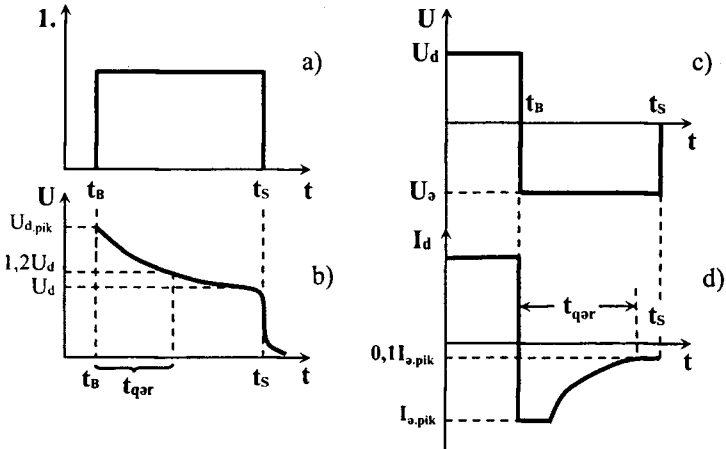 1.
a)
t_B
t_S
t
U
U_d,pik
1,2U_d
U_d
b)
t_B
t_S
t
t_qər
U
U_d
c)
t_B
t_S
t
U_ə
I_d
d)
t_qər
t_S
0,1I_ə.pik
t
I_ə.pik